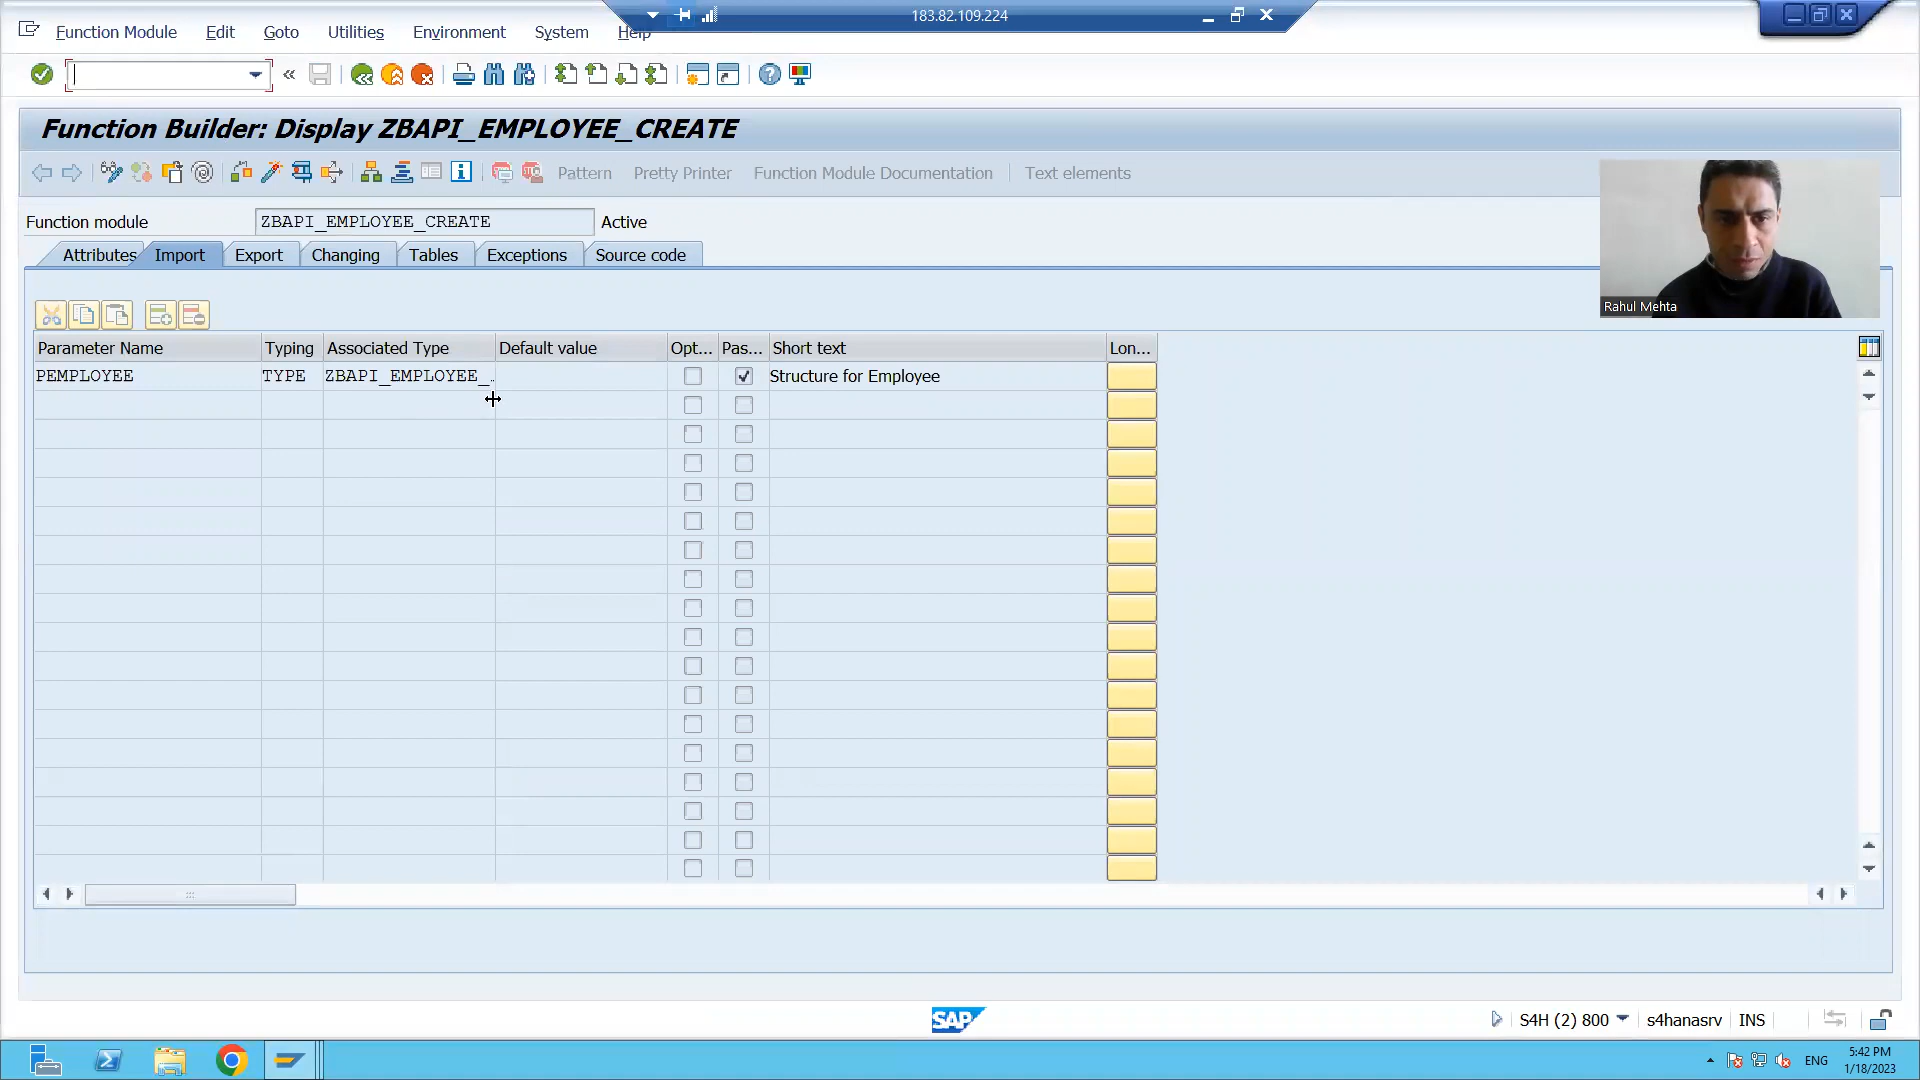 183.82.109.224
Function Module Edit Goto Utilities Environment System Help
Function Builder: Display ZBAPI_EMPLOYEE_CREATE
Pattern Pretty Printer Function Module Documentation Text elements
Function module ZBAPI_EMPLOYEE_CREATE Active
Attributes Import Export Changing Tables Exceptions Source code
Rahul Mehta
Parameter Name Typing Associated Type Default value Opt... Pas... Short text Lon...
PEMPLOYEE TYPE ZBAPI_EMPLOYEE_.. Structure for Employee
SAP S4H (2) 800 s4hanasrv INS
ENG 5:42 PM
1/18/2023